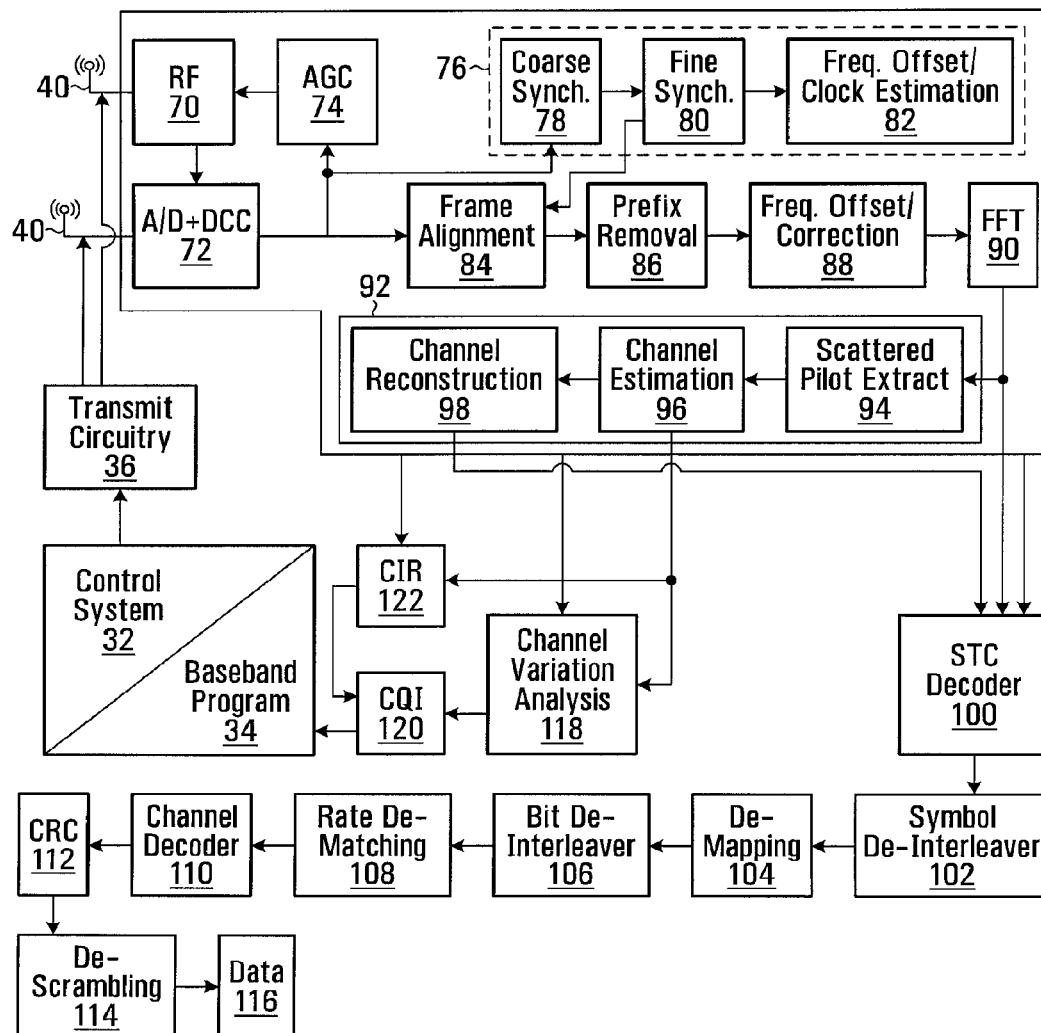 40
RF
70
AGC
74
76
Coarse
Synch.
78
Fine
Synch.
80
Freq. Offset/
Clock Estimation
82
40
A/D+DCC
72
Frame
Alignment
84
Prefix
Removal
86
Freq. Offset/
Correction
88
FFT
90
92
Channel
Reconstruction
98
Channel
Estimation
96
Scattered
Pilot Extract
94
Transmit
Circuitry
36
Control
System
32
Baseband
Program
34
CIR
122
CQI
120
Channel
Variation
Analysis
118
STC
Decoder
100
CRC
112
Channel
Decoder
110
Rate De-
Matching
108
Bit De-
Interleaver
106
De-
Mapping
104
Symbol
De-Interleaver
102
De-
Scrambling
114
Data
116